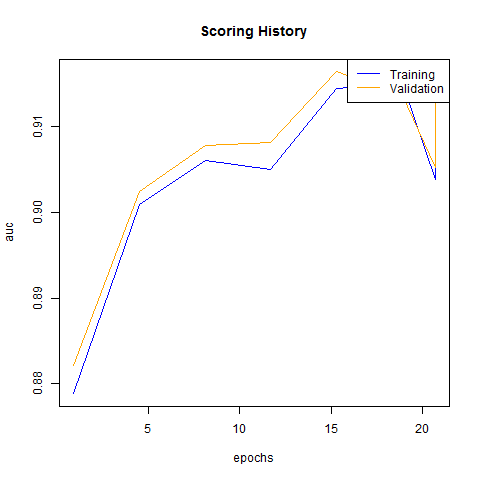 Scoring History
Training
Validation
0.91
0.90
0.89
0.88
auc
5 10 15 20
epochs